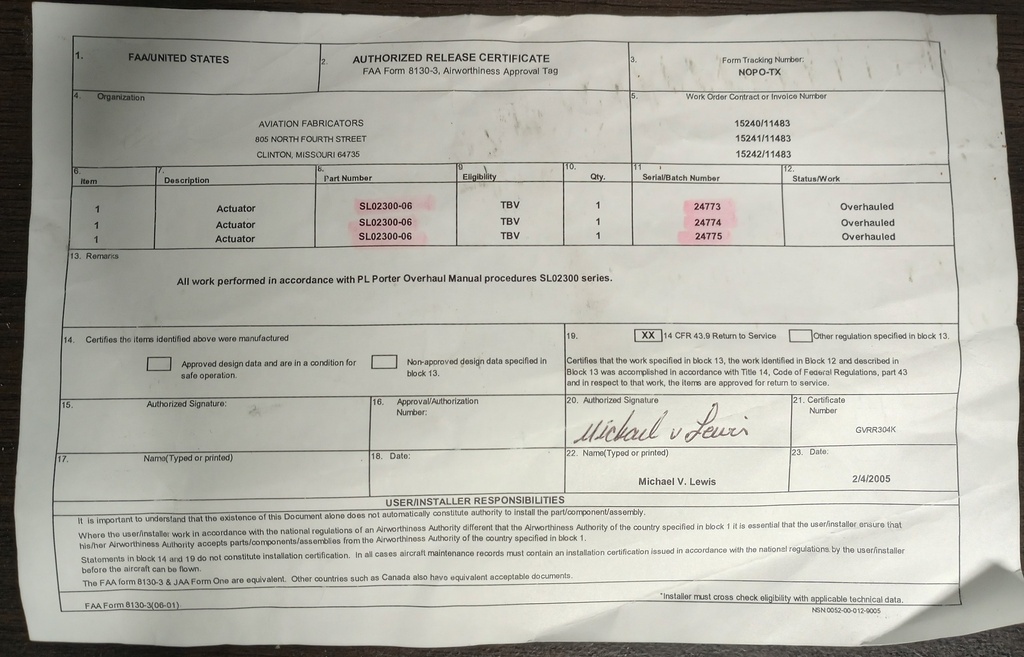 1. FAA/UNITED STATES
2. AUTHORIZED RELEASE CERTIFICATE
FAA Form 8130-3, Airworthiness Approval Tag
3. Form Tracking Number:
NOPO-TX
4. Organization
AVIATION FABRICATORS
805 NORTH FOURTH STREET
CLINTON, MISSOURI 64735
5. Work Order Contract or Invoice Number
15240/11483
15241/11483
15242/11483
6. Item 7. Description 8. Part Number 9 Eligibility 10. Qty. 11 Serial/Batch Number 12. Status/Work
1 Actuator SL02300-06 TBV 1 24773 Overhauled
1 Actuator SL02300-06 TBV 1 24774 Overhauled
1 Actuator SL02300-06 TBV 1 24775 Overhauled
13. Remarks
All work performed in accordance with PL Porter Overhaul Manual procedures SL02300 series.
14. Certifies the items identified above were manufactured
Approved design data and are in a condition for
safe operation.
Non-approved design data specified in
block 13.
19. XX 14 CFR 43.9 Return to Service Other regulation specified in block 13.
Certifies that the work specified in block 13, the work identified in Block 12 and described in
Block 13 was accomplished in accordance with Title 14, Code of Federal Regulations, part 43
and in respect to that work, the items are approved for return to service.
15. Authorized Signature:
16. Approval/Authorization
Number:
20. Authorized Signature
Michael V Lewis
21. Certificate
Number
GVRR304K
17. Name(Typed or printed)
18. Date:
22. Name(Typed or printed)
Michael V. Lewis
23. Date:
2/4/2005
USER/INSTALLER RESPONSIBILITIES
It is important to understand that the existence of this Document alone does not automatically constitute authority to install the part/component/assembly.
Where the user/installer work in accordance with the national regulations of an Airworthiness Authority different that the Airworthiness Authority of the country specified in block 1 it is essential that the user/installer ensure that
his/her Airworthiness Authority accepts parts/components/assemblies from the Airworthiness Authority of the country specified in block 1.
Statements in block 14 and 19 do not constitute installation certification. In all cases aircraft maintenance records must contain an installation certification issued in accordance with the national regulations by the user/installer
before the aircraft can be flown.
The FAA form 8130-3 & JAA Form One are equivalent. Other countries such as Canada also have equivalent acceptable documents.
FAA Form 8130-3(06-01)
*Installer must cross check eligibility with applicable technical data.
NSN:0052-00-012-9005